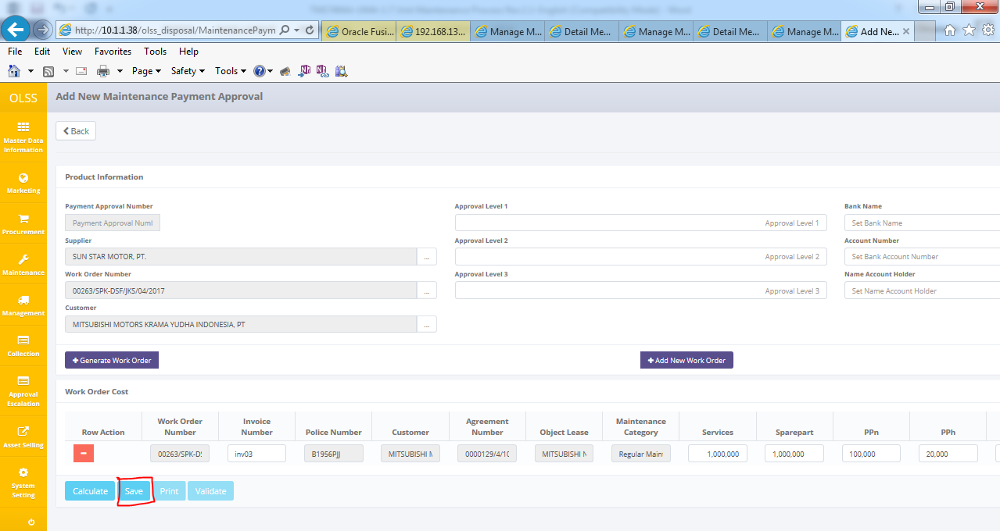 http://10.1.1.38/olss_disposal/MaintenancePaym
Oracle Fusi...
192.168.13...
Manage M...
Detail Me...
Manage M...
Detail Me...
Manage M...
Add Ne...
File Edit View Favorites Tools Help
Page Safety Tools
OLSS
Add New Maintenance Payment Approval
Back
Master Data
Information
Marketing
Procurement
Maintenance
Management
Collection
Approval
Escalation
Asset Selling
System
Setting
Product Information
Payment Approval Number
Payment Approval Numl
Supplier
SUN STAR MOTOR, PT.
...
Work Order Number
00263/SPK-DSF/JKS/04/2017
...
Customer
MITSUBISHI MOTORS KRAMA YUDHA INDONESIA, PT
...
Approval Level 1
Approval Level 1
Approval Level 2
Approval Level 2
Approval Level 3
Approval Level 3
Bank Name
Set Bank Name
Account Number
Set Bank Account Number
Name Account Holder
Set Name Account Holder
+ Generate Work Order
+ Add New Work Order
Work Order Cost
Row Action
Work Order
Number
Invoice
Number
Police Number
Customer
Agreement
Number
Object Lease
Maintenance
Category
Services
Sparepart
PPn
PPh
00263/SPK-D:
inv03
B1956PJJ
MITSUBISHI M
0000129/4/1(
MITSUBISHI M
Regular Main
1,000,000
1,000,000
100,000
20,000
Calculate
Save
Print
Validate